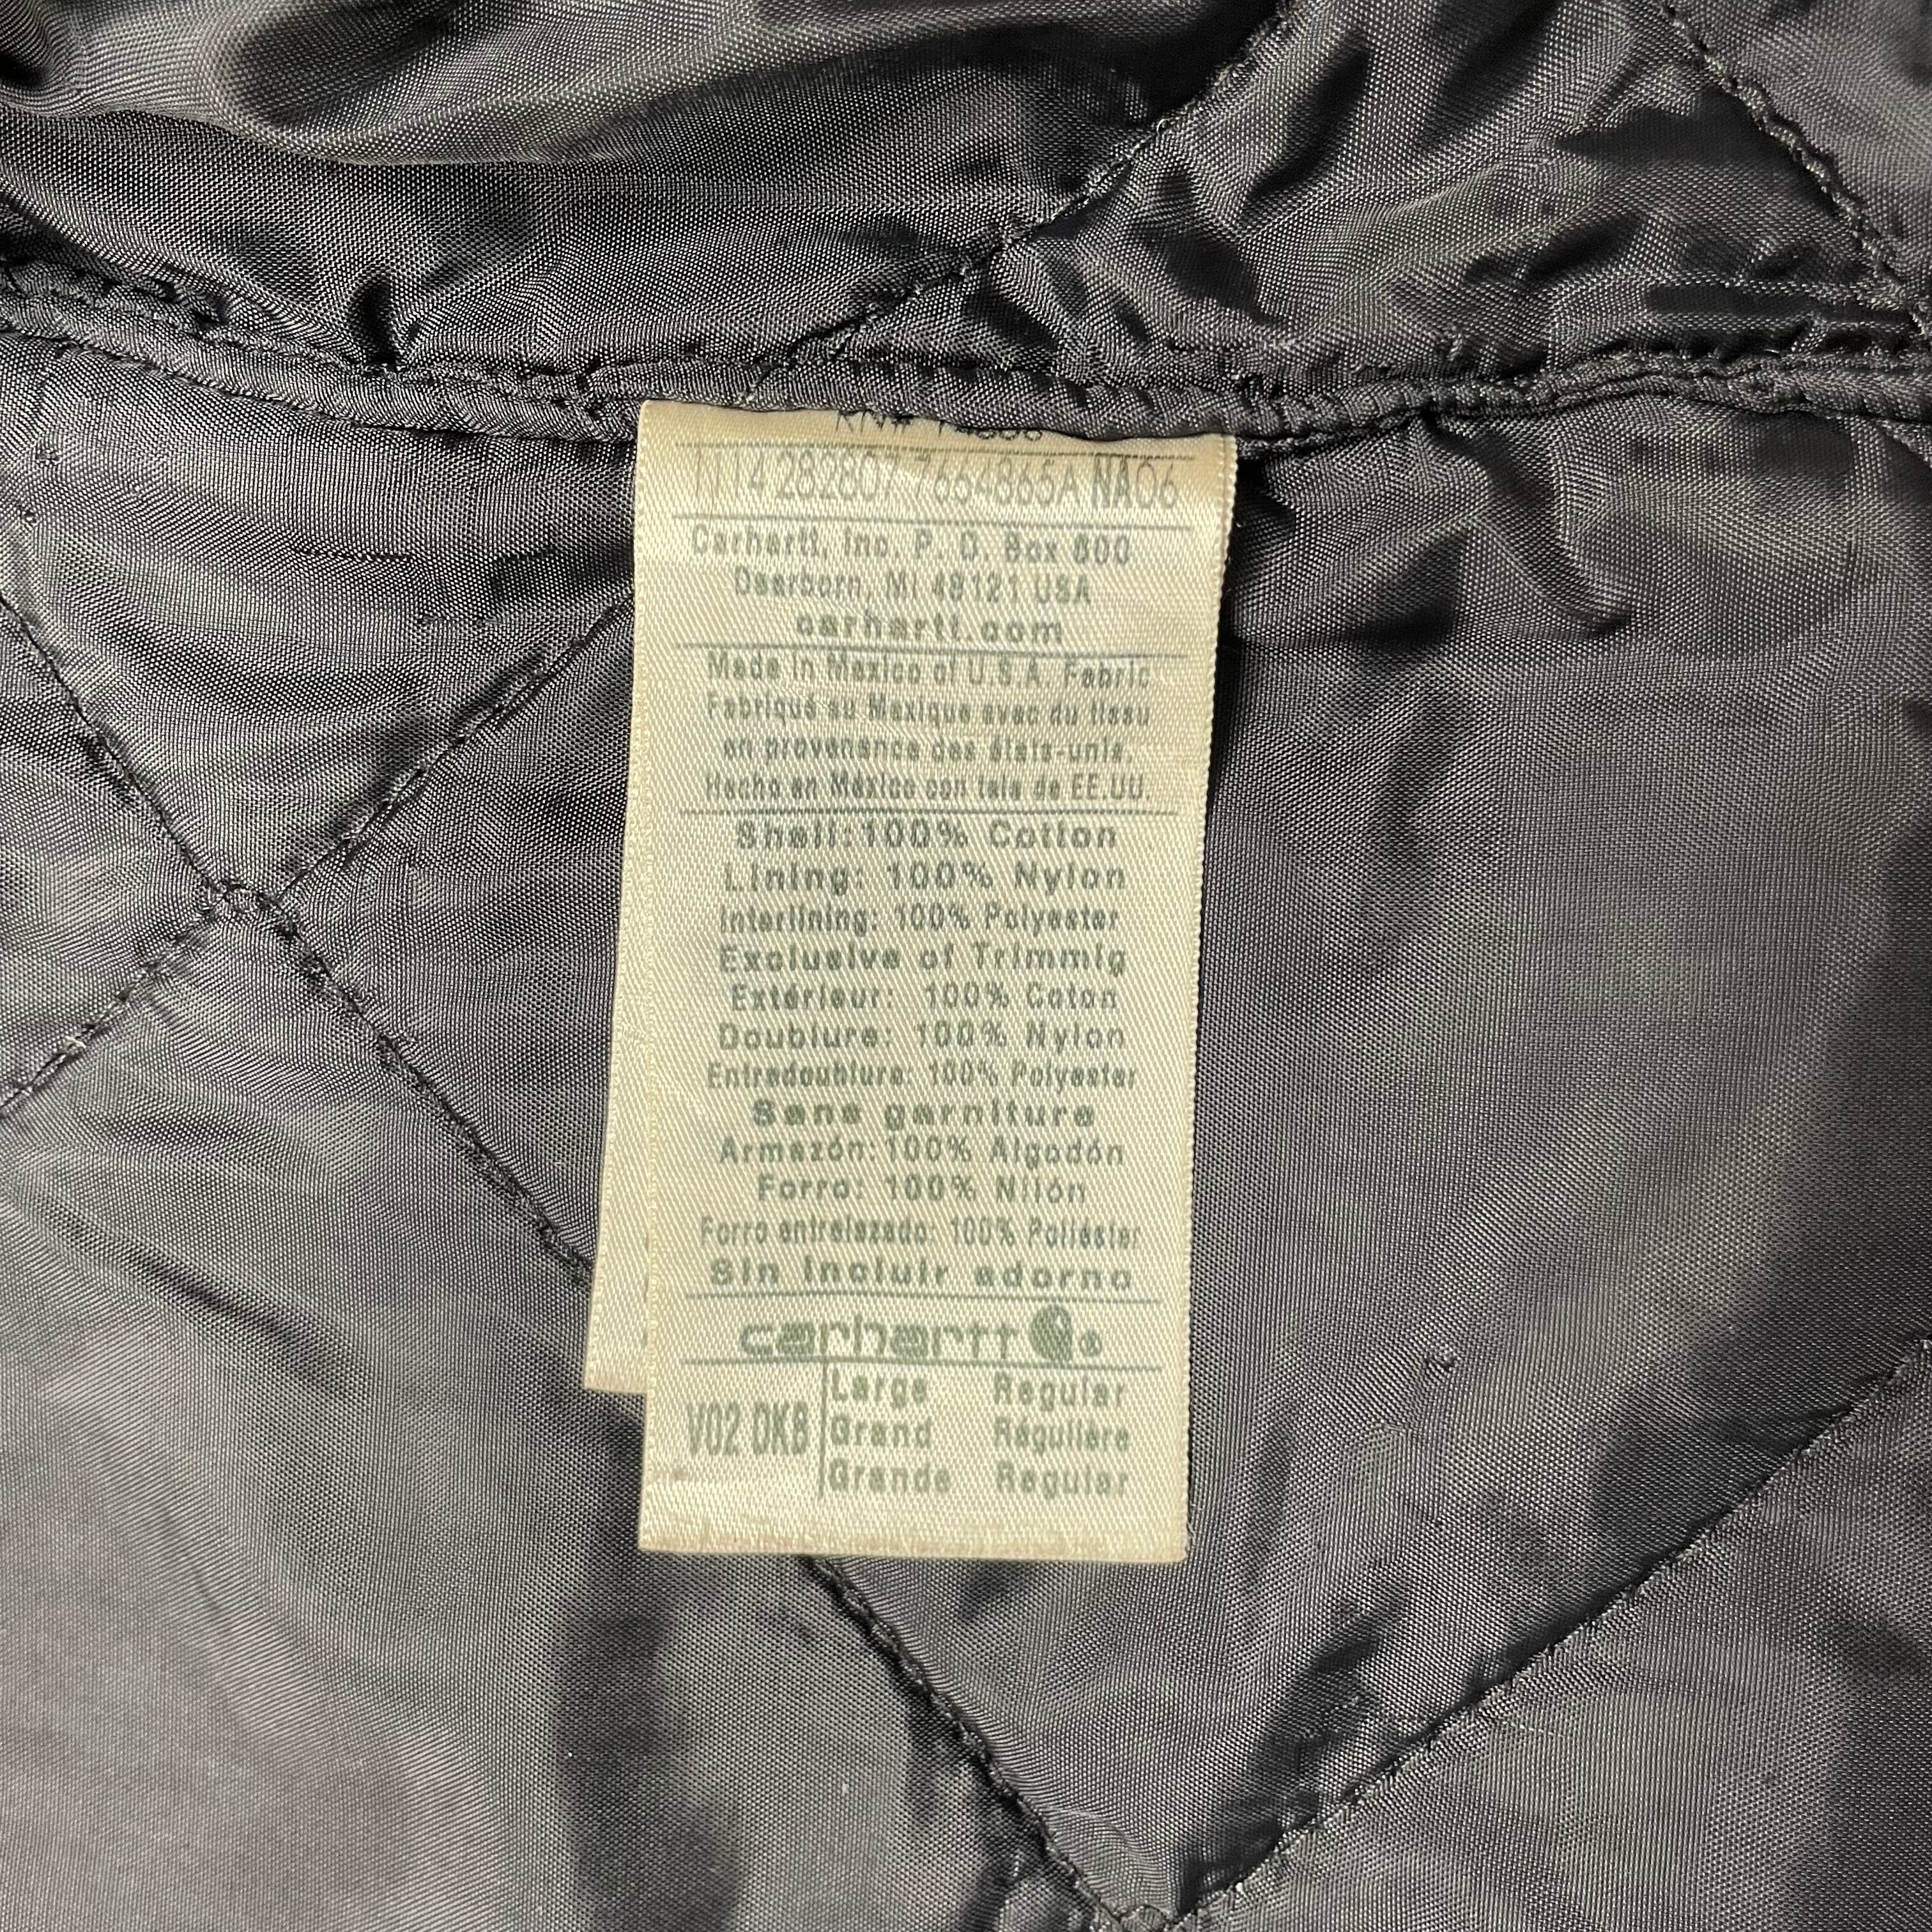 RN# 14806
1114 282807 7664865A NA06
Carhartt, Inc. P. O. Box 600
Dearborn, MI 48121 USA
carhartt.com
Made in Mexico of U.S.A. Fabric
Fabriqué au Mexique avec du tissu
en provenance des états-unis.
Hecho en México con tela de EE.UU.
Shell: 100% Cotton
Lining: 100% Nylon
Interlining: 100% Polyester
Exclusive of Trimmig
Extérieur: 100% Coton
Doublure: 100% Nylon
Entredoublure: 100% Polyester
Sans garniture
Armazón: 100% Algodón
Forro: 100% Nilón
Forro entrelazado: 100% Poliéster
Sin incluir adorno
carhartt
V02 DKB
Large Regular
Grand Régulière
Grande Regular